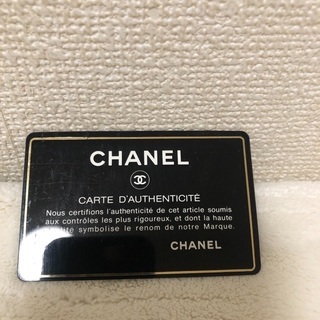 CHANEL
CARTE D'AUTHENTICITÉ
Nous certifions l'authenticité de cet article soumis
aux contrôles les plus rigoureux, et dont la haute
qualité symbolise le renom de notre Marque.
CHANEL